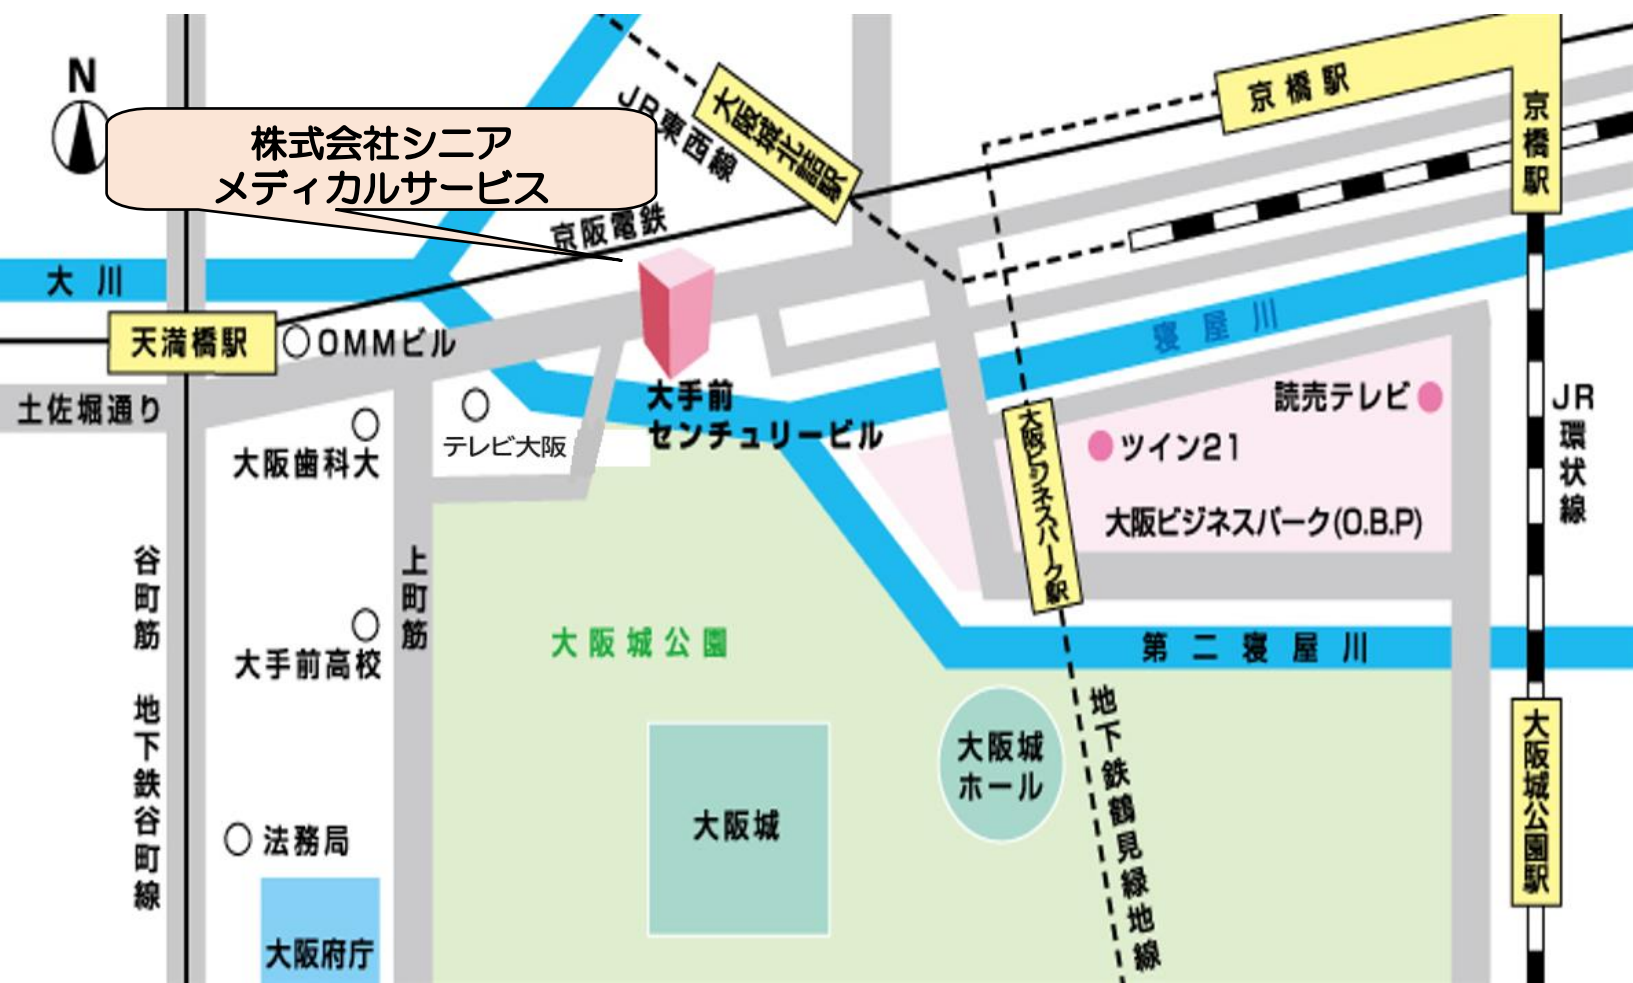 N
株式会社シニア
メディカルサービス
JR東西線
大阪城北詰駅
京橋駅
京橋駅
京阪電鉄
大川
天満橋駅
OMMビル
土佐堀通り
寝屋川
大手前
センチュリービル
テレビ大阪
大阪歯科大
読売テレビ
ツイン21
大阪ビジネスパーク(O.B.P)
大阪ビジネスパーク駅
JR環状線
谷町筋
地下鉄谷町線
上町筋
大手前高校
大阪城公園
第二寝屋川
大阪城
ホール
大阪城
地下鉄鶴見緑地線
大阪城公園駅
法務局
大阪府庁